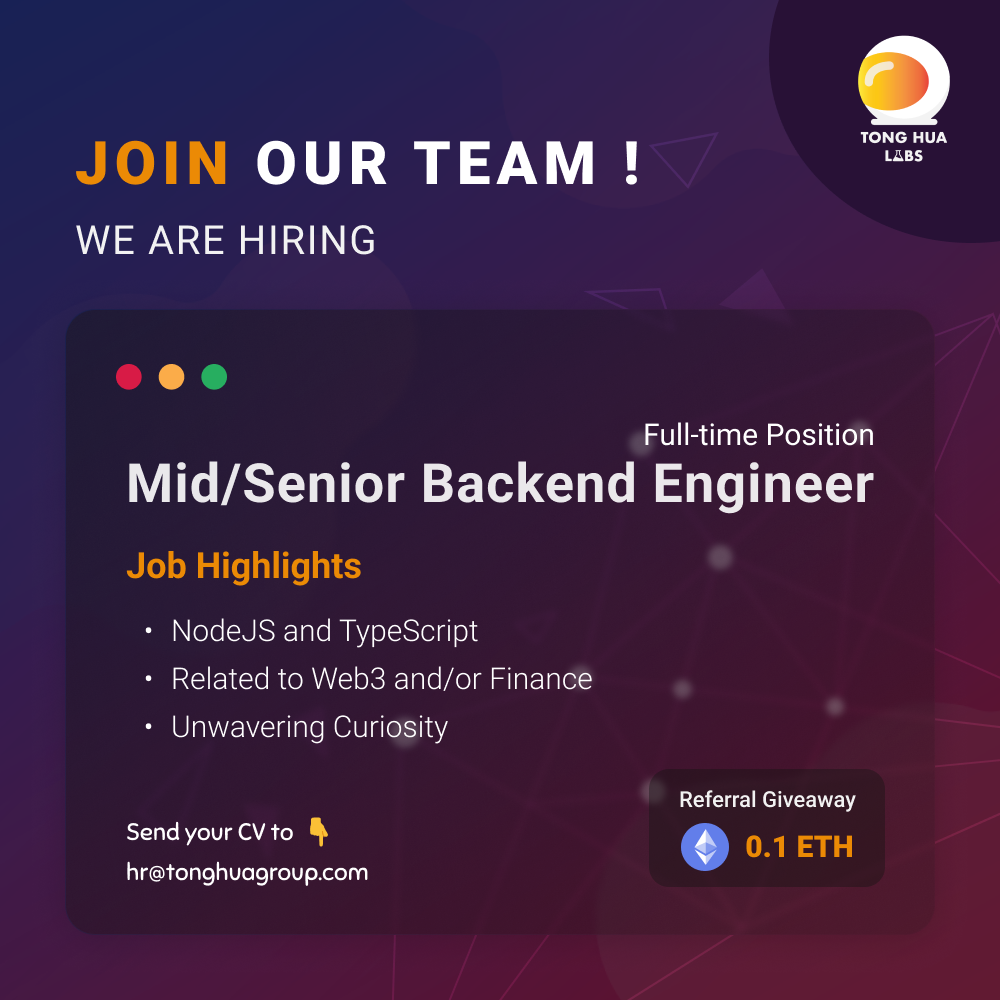 TONG HUA
LABS
JOIN OUR TEAM !
WE ARE HIRING
Full-time Position
Mid/Senior Backend Engineer
Job Highlights
• NodeJS and TypeScript
• Related to Web3 and/or Finance
• Unwavering Curiosity
Send your CV to 👇
hr@tonghuagroup.com
Referral Giveaway
0.1 ETH